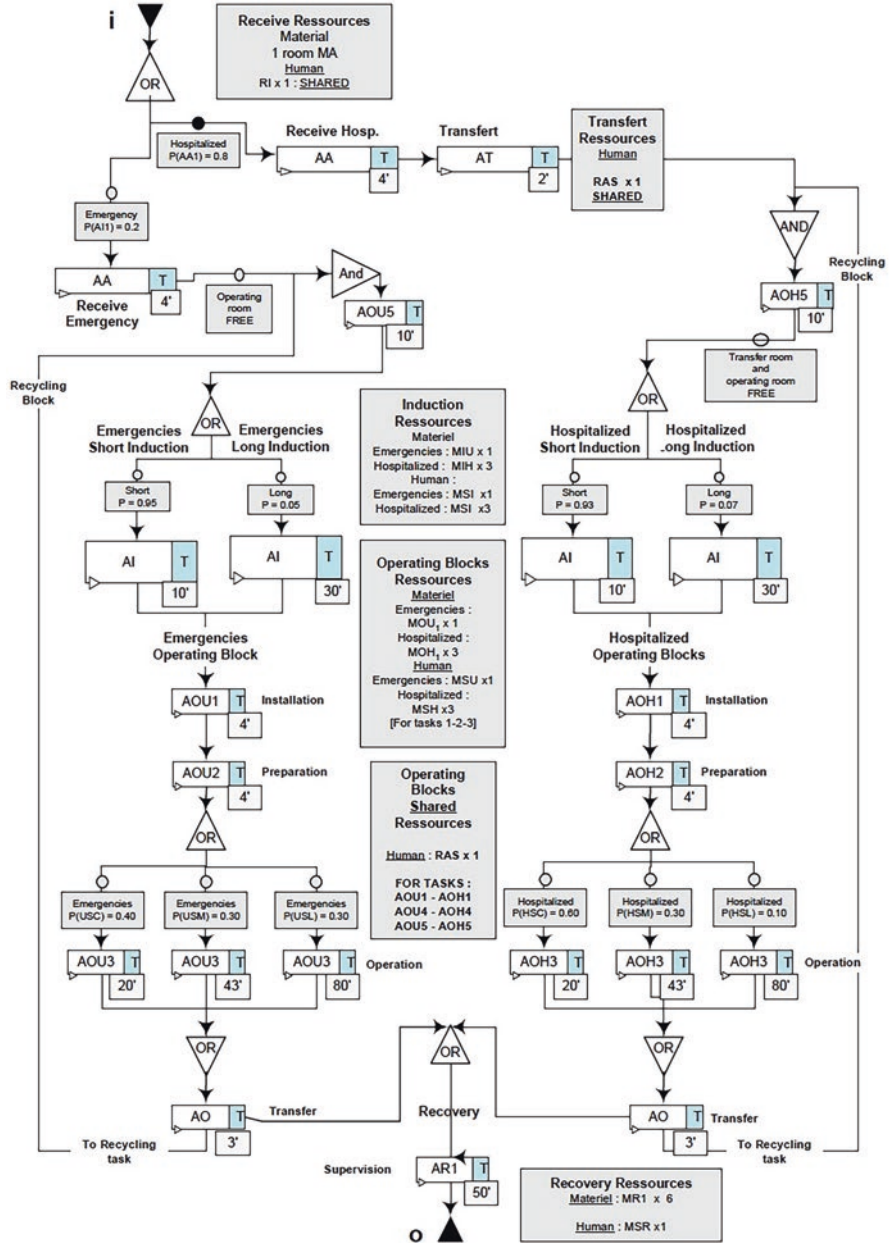 i
Receive Ressources
Material
1 room MA
Human
RI x 1 : SHARED
OR
Hospitalized
P(AA1) = 0.8
Receive Hosp.
AA
T
4'
Transfert
AT
T
2'
Transfert
Ressources
Human
RAS x 1
SHARED
Emergency
P(AI1) = 0.2
AA
T
4'
Receive
Emergency
Operating
room
FREE
And
AOU5
T
10'
AND
Recycling
Block
AOH5
T
10'
Transfer room
and
operating room
FREE
Recycling
Block
OR
Emergencies
Short Induction
Emergencies
Long Induction
Short
P = 0.95
Long
P = 0.05
AI
T
10'
AI
T
30'
Induction
Ressources
Materiel
Emergencies : MIU x 1
Hospitalized : MIH x 3
Human :
Emergencies : MSI x1
Hospitalized : MSI x3
OR
Hospitalized
Short Induction
Hospitalized
Long Induction
Short
P = 0.93
Long
P = 0.07
AI
T
10'
AI
T
30'
Operating Blocks
Ressources
Materiel
Emergencies :
MOU1 x 1
Hospitalized :
MOH1 x 3
Human
Emergencies : MSU x1
Hospitalized :
MSH x3
[For tasks 1-2-3]
Emergencies
Operating Block
AOU1
T
4'
Installation
AOU2
T
4'
Preparation
OR
Hospitalized
Operating Blocks
AOH1
T
4'
Installation
AOH2
T
4'
Preparation
OR
Operating
Blocks
Shared
Ressources
Human : RAS x 1
FOR TASKS :
AOU1 - AOH1
AOU4 - AOH4
AOU5 - AOH5
Emergencies
P(USC) = 0.40
Emergencies
P(USM) = 0.30
Emergencies
P(USL) = 0.30
AOU3
T
20'
AOU3
T
43'
AOU3
T
80'
Operation
Hospitalized
P(HSC) = 0.60
Hospitalized
P(HSM) = 0.30
Hospitalized
P(HSL) = 0.10
AOH3
T
20'
AOH3
T
43'
AOH3
T
80'
Operation
OR
OR
OR
AO
T
3'
Transfer
To Recycling
task
Recovery
AO
T
3'
Transfer
To Recycling
task
Supervision
AR1
T
50'
o
Recovery Ressources
Materiel : MR1 x 6
Human : MSR x1